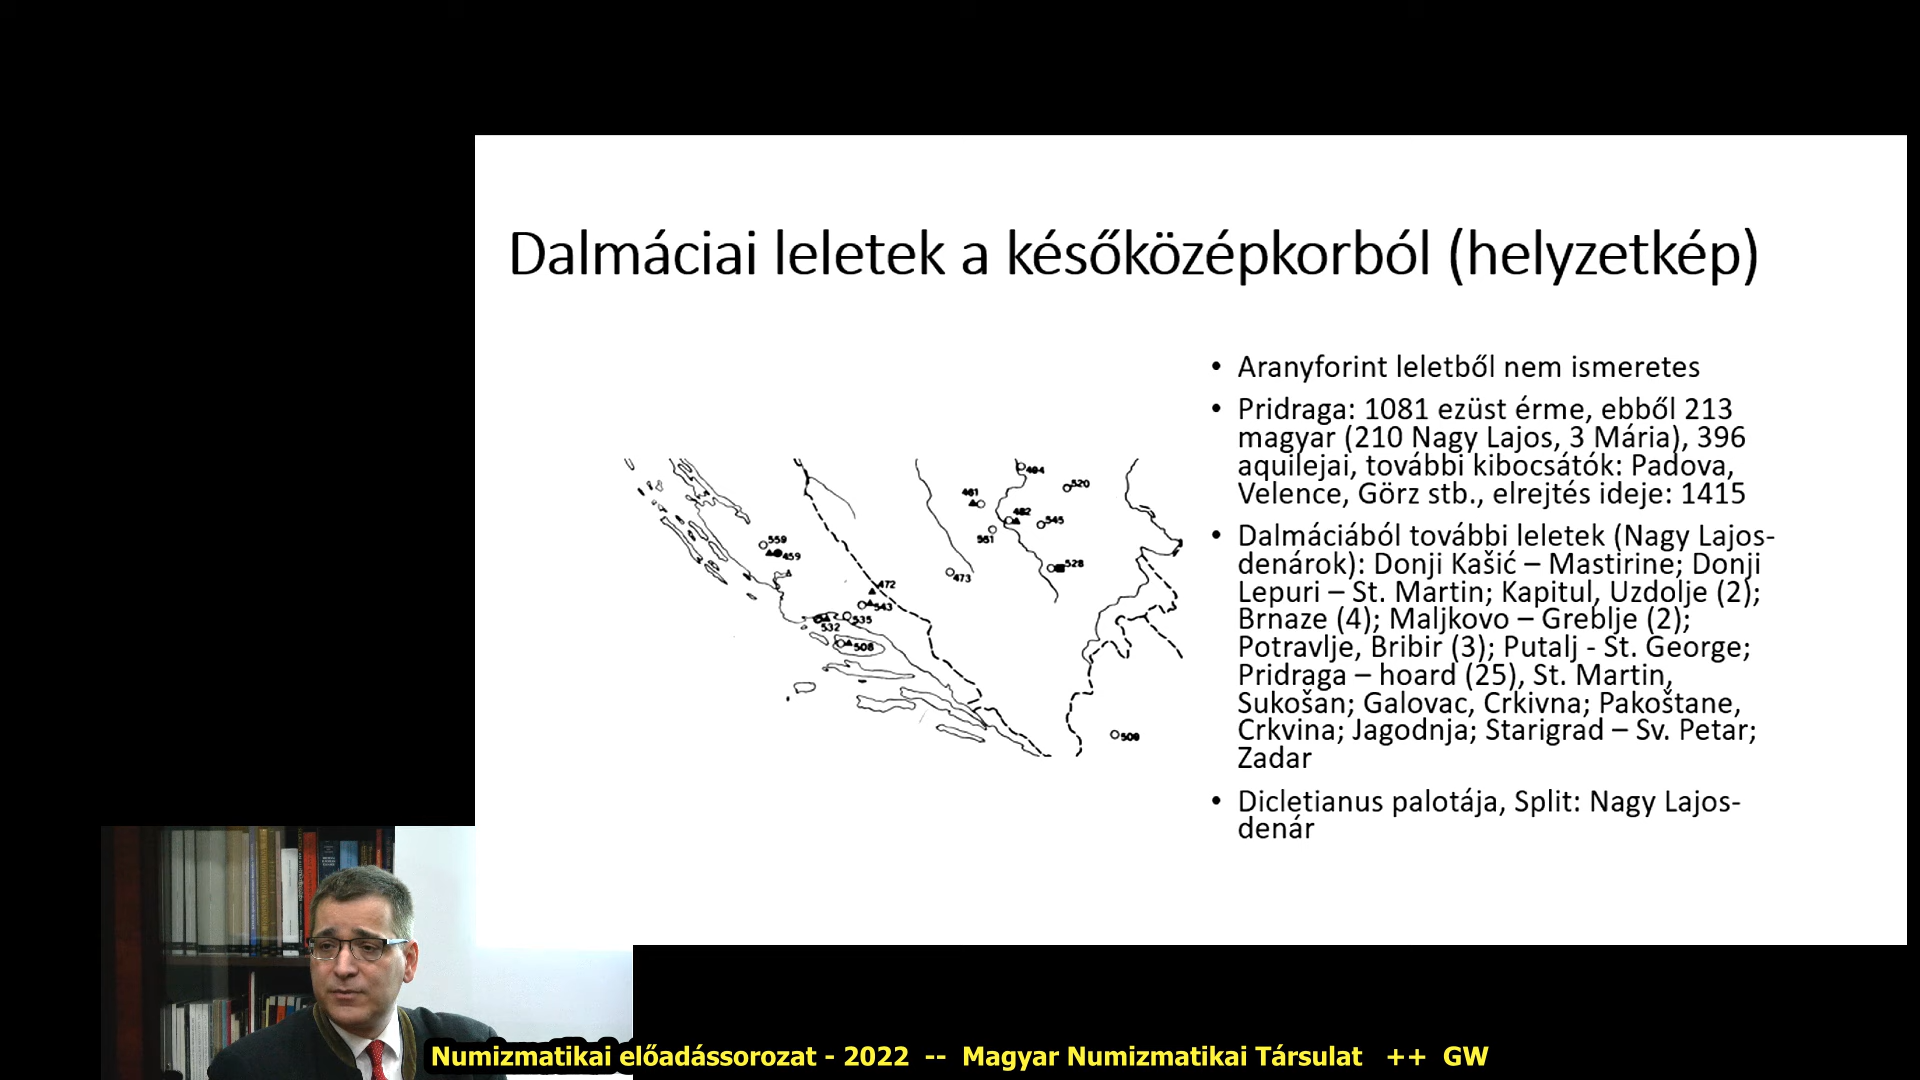 Dalmáciai leletek a későközépkorból (helyzetkép)
• Aranyforint leletből nem ismeretes
• Pridraga: 1081 ezüst érme, ebből 213
magyar (210 Nagy Lajos, 3 Mária), 396
aquilejai, további kibocsátók: Padova,
Velence, Görz stb., elrejtés ideje: 1415
• Dalmáciából további leletek (Nagy Lajos-
denárok): Donji Kašić – Mastirine; Donji
Lepuri – St. Martin; Kapitul, Uzdolje (2);
Brnaze (4); Maljkovo – Greblje (2);
Potravlje, Bribir (3); Putalj - St. George;
Pridraga – hoard (25), St. Martin,
Sukošan; Galovac, Crkivna; Pakoštane,
Crkvina; Jagodnja; Starigrad – Sv. Petar;
Zadar
• Dicletianus palotája, Split: Nagy Lajos-
denár
494
520
461
482
545
551
528
473
559
459
472
543
535
532
508
509
Numizmatikai előadássorozat - 2022 -- Magyar Numizmatikai Társulat ++ GW